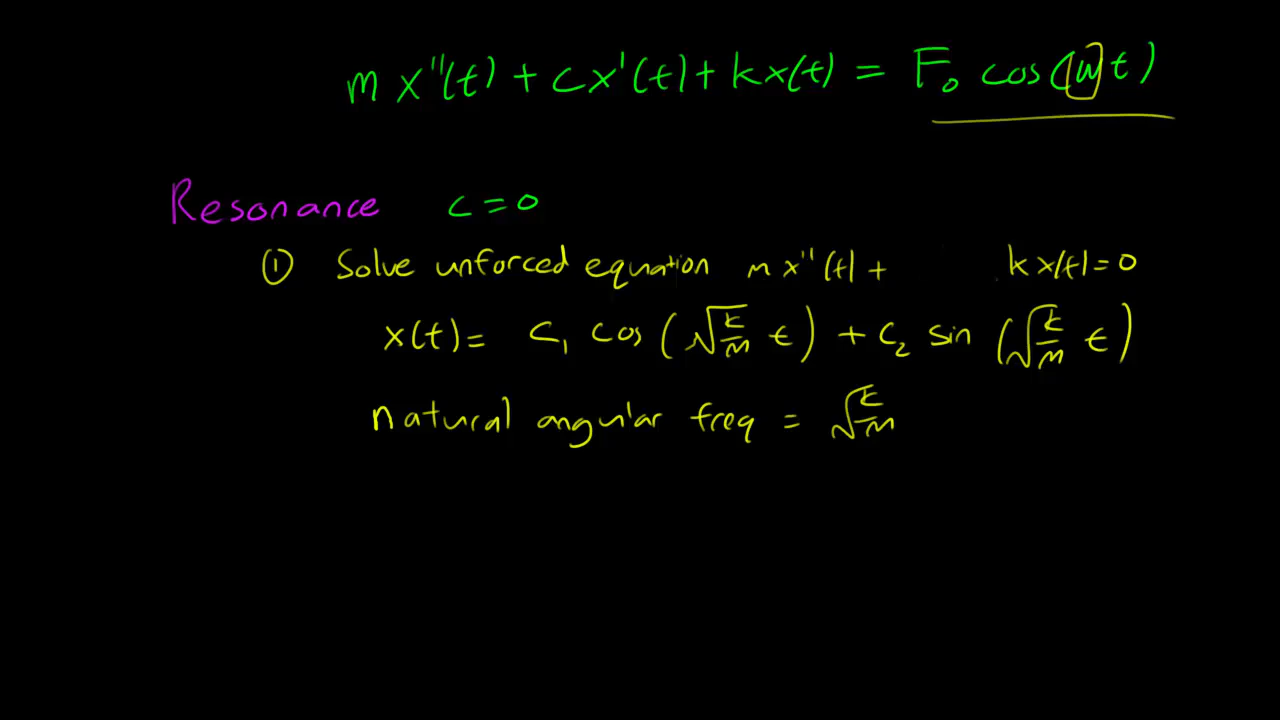 m x''(t) + c x'(t) + k x(t) = F₀ cos(ωt)
Resonance c = 0
① Solve unforced equation m x''(t) + k x(t) = 0
x(t) = C₁ cos(√(k/m) t) + C₂ sin(√(k/m) t)
natural angular freq = √(k/m)